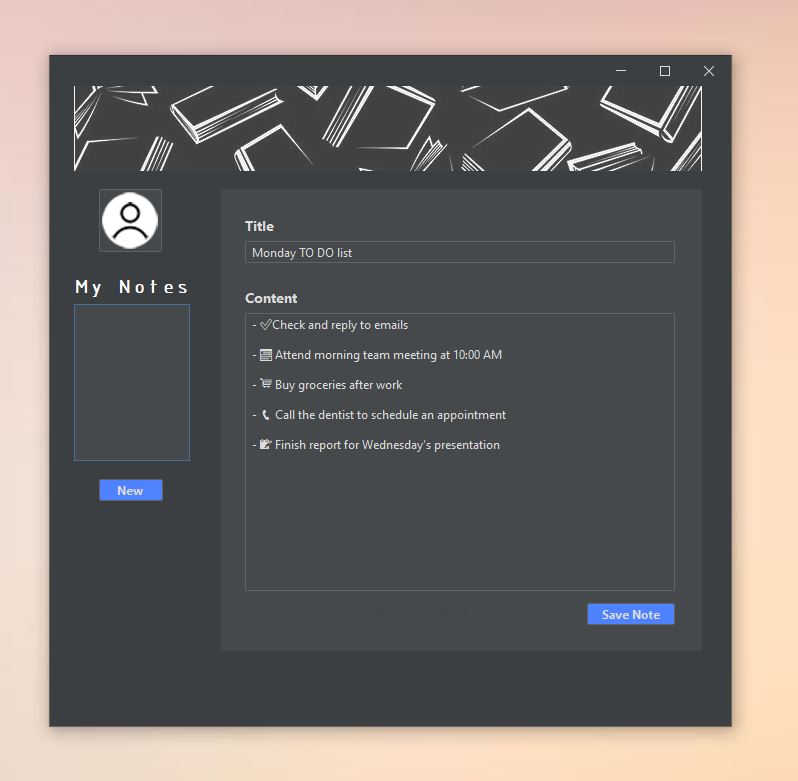 My Notes
New
Title
Monday TO DO list
Content
- ✓Check and reply to emails
- 📰 Attend morning team meeting at 10:00 AM
- 🛒 Buy groceries after work
- 📞 Call the dentist to schedule an appointment
- 📝 Finish report for Wednesday's presentation
Save Note